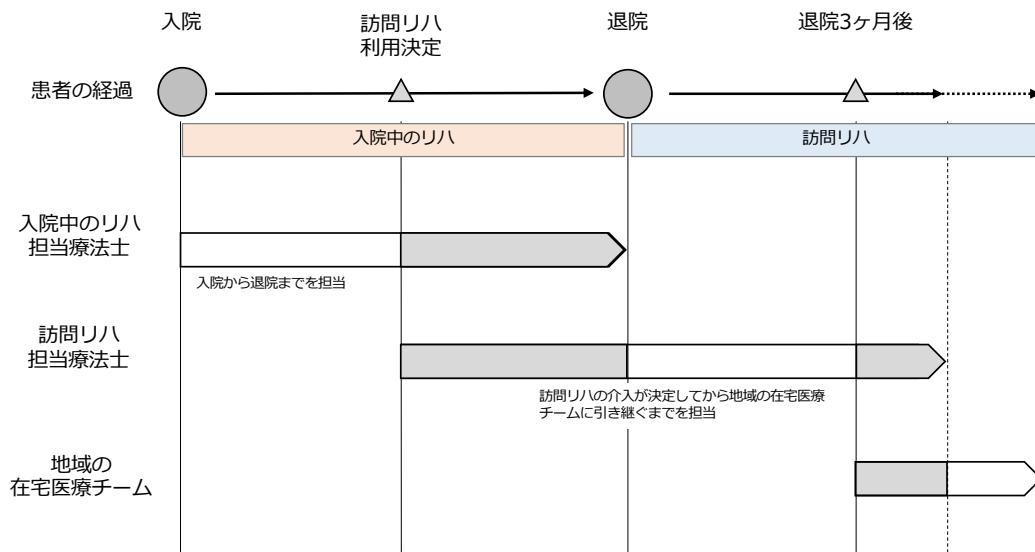 入院
訪問リハ
利用決定
退院
退院3ヶ月後
患者の経過
入院中のリハ
訪問リハ
入院中のリハ
担当療法士
入院から退院までを担当
訪問リハ
担当療法士
訪問リハの介入が決定してから地域の在宅医療
チームに引き継ぐまでを担当
地域の
在宅医療チーム